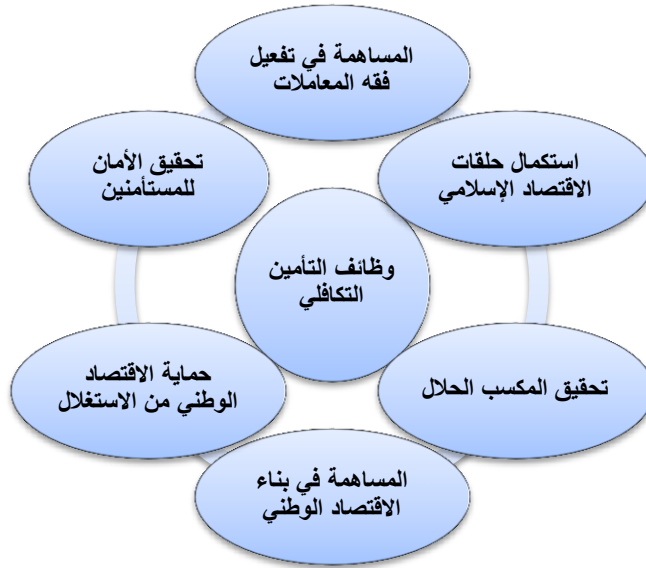 المساهمة في تفعيل
فقه المعاملات
استكمال حلقات
الاقتصاد الإسلامي
تحقيق الأمان
للمستأمنين
وظائف التأمين
التكافلي
تحقيق المكسب الحلال
حماية الاقتصاد
الوطني من الاستغلال
المساهمة في بناء
الاقتصاد الوطني